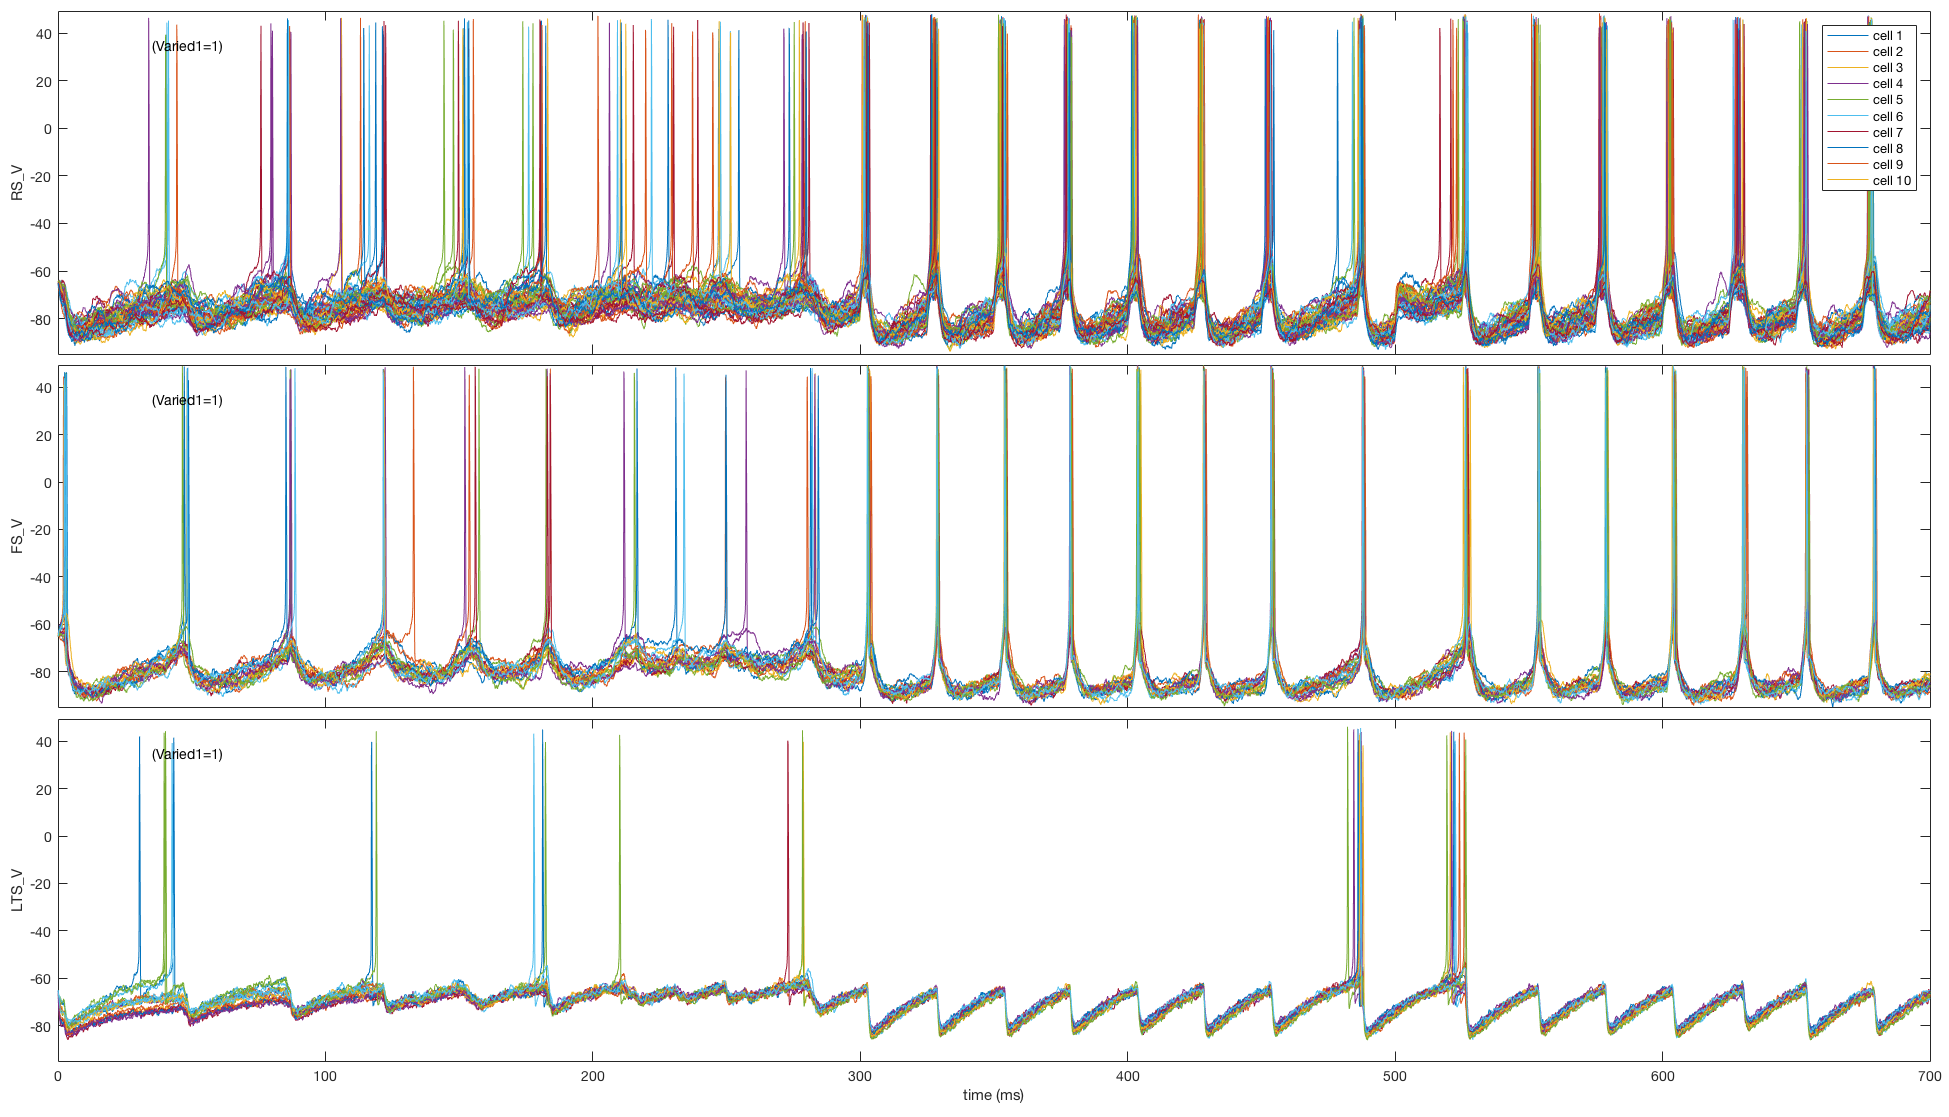 40
20
0
-20
-40
-60
-80
RS_V
(Varied1=1)
cell 1
cell 2
cell 3
cell 4
cell 5
cell 6
cell 7
cell 8
cell 9
cell 10
40
20
0
-20
-40
-60
-80
FS_V
(Varied1=1)
40
20
0
-20
-40
-60
-80
LTS_V
(Varied1=1)
0 100 200 300 400 500 600 700
time (ms)